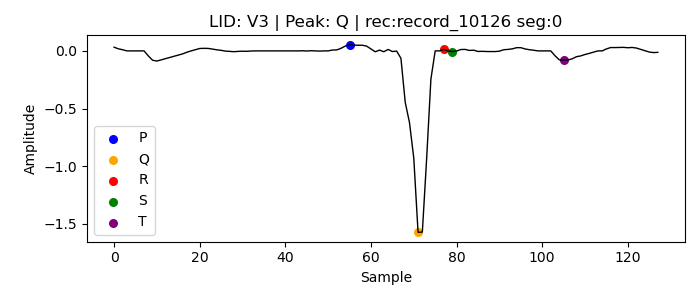 LID: V3 | Peak: Q | rec:record_10126 seg:0
Amplitude
0.0
−0.5
−1.0
−1.5
P
Q
R
S
T
0 20 40 60 80 100 120
Sample